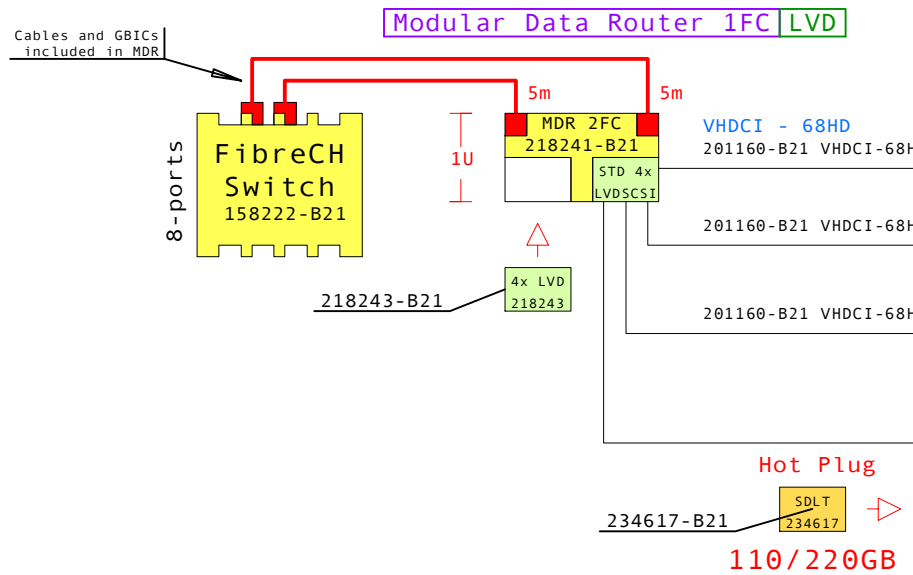 Modular Data Router 1FC LVD
Cables and GBICs
included in MDR
5m
5m
MDR 2FC
218241-B21
VHDCI - 68HD
201160-B21 VHDCI-68H
FibreCH
Switch
158222-B21
8-ports
1U
STD 4x
LVDSCSI
201160-B21 VHDCI-68H
4x LVD
218243
218243-B21
201160-B21 VHDCI-68H
Hot Plug
SDLT
234617
234617-B21
110/220GB